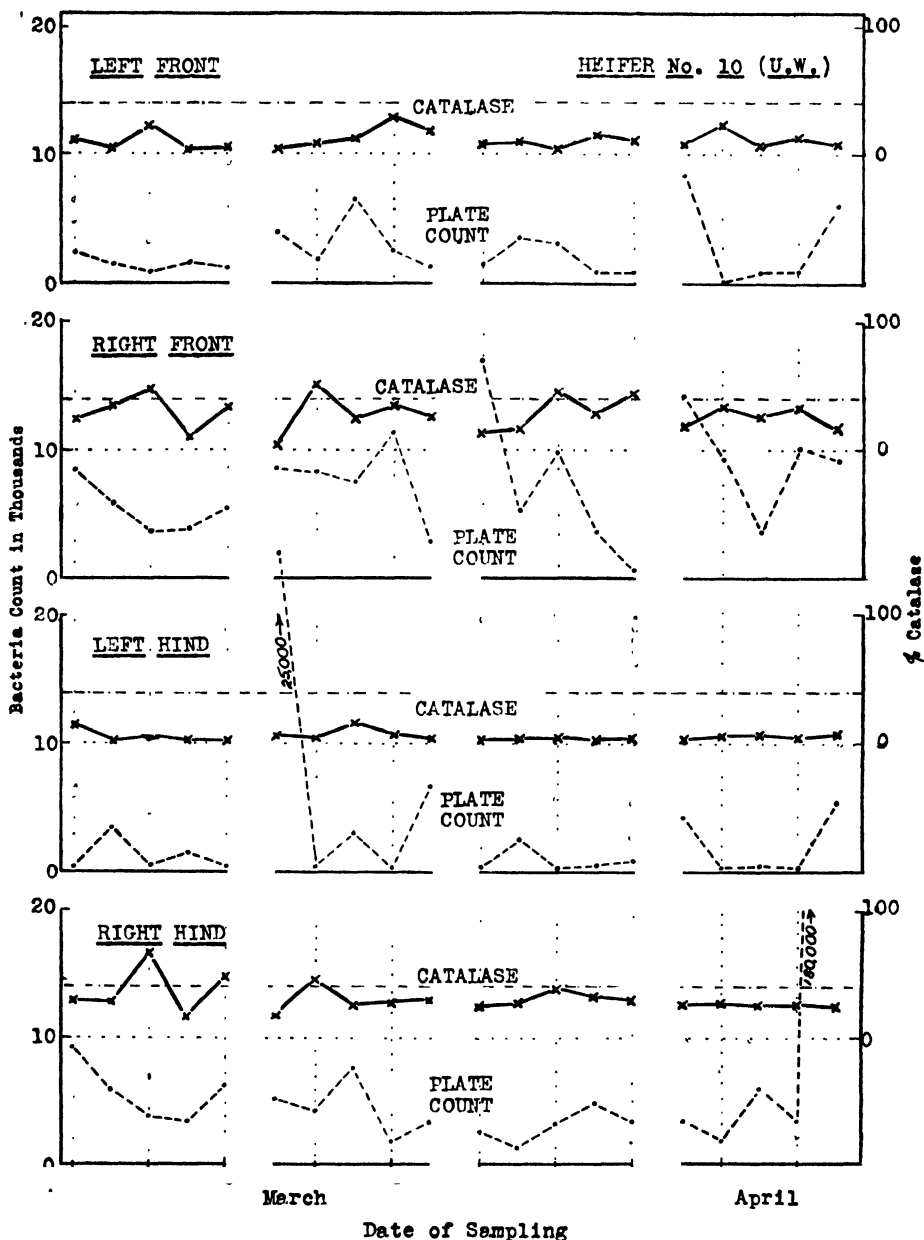 20
100
LEFT FRONT
HEIFER No. 10 (U.W.)
CATALASE
10
0
PLATE
COUNT
0
20
100
RIGHT FRONT
CATALASE
10
0
PLATE
COUNT
0
20
100
LEFT HIND
25000→
CATALASE
10
0
PLATE
COUNT
0
20
100
RIGHT HIND
CATALASE
10
0
PLATE
COUNT
0
Bacteria Count in Thousands
% Catalase
March
April
Date of Sampling